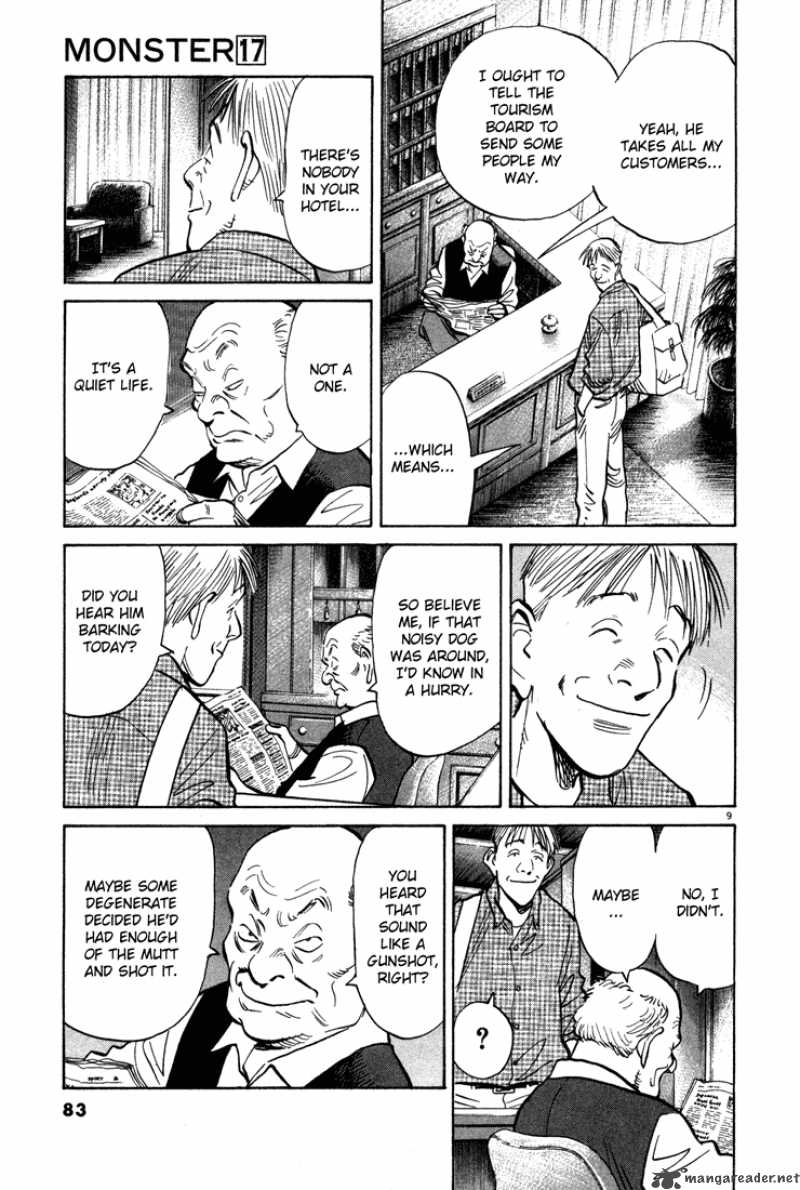 MONSTER 17
YEAH, HE
TAKES ALL MY
CUSTOMERS...
I OUGHT TO
TELL THE
TOURISM
BOARD TO
SEND SOME
PEOPLE MY
WAY.
...WHICH
MEANS...
THERE'S
NOBODY
IN YOUR
HOTEL...
NOT A
ONE.
IT'S A
QUIET LIFE.
SO BELIEVE
ME, IF THAT
NOISY DOG
WAS AROUND,
I'D KNOW IN
A HURRY.
DID YOU
HEAR HIM
BARKING
TODAY?
9
NO, I
DIDN'T.
MAYBE
...
?
YOU
HEARD
THAT
SOUND
LIKE A
GUNSHOT,
RIGHT?
MAYBE SOME
DEGENERATE
DECIDED HE'D
HAD ENOUGH
OF THE MUTT
AND SHOT IT.
83
mangareader.net